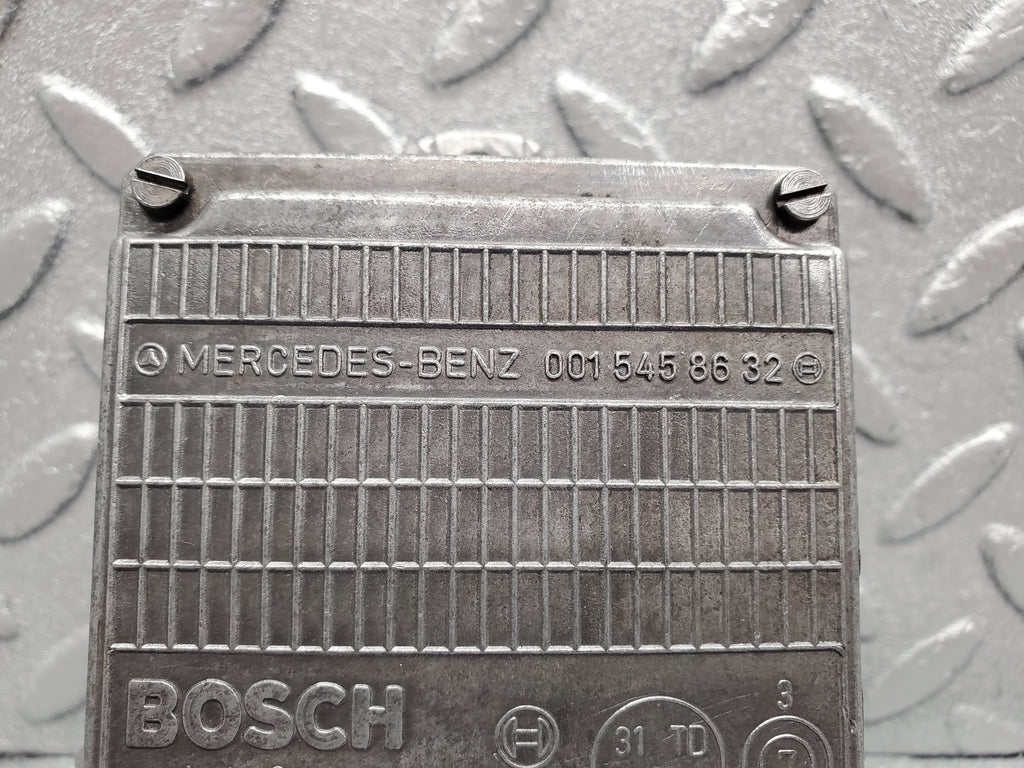 MERCEDES-BENZ 001 545 86 32
3
BOSCH
31 TD